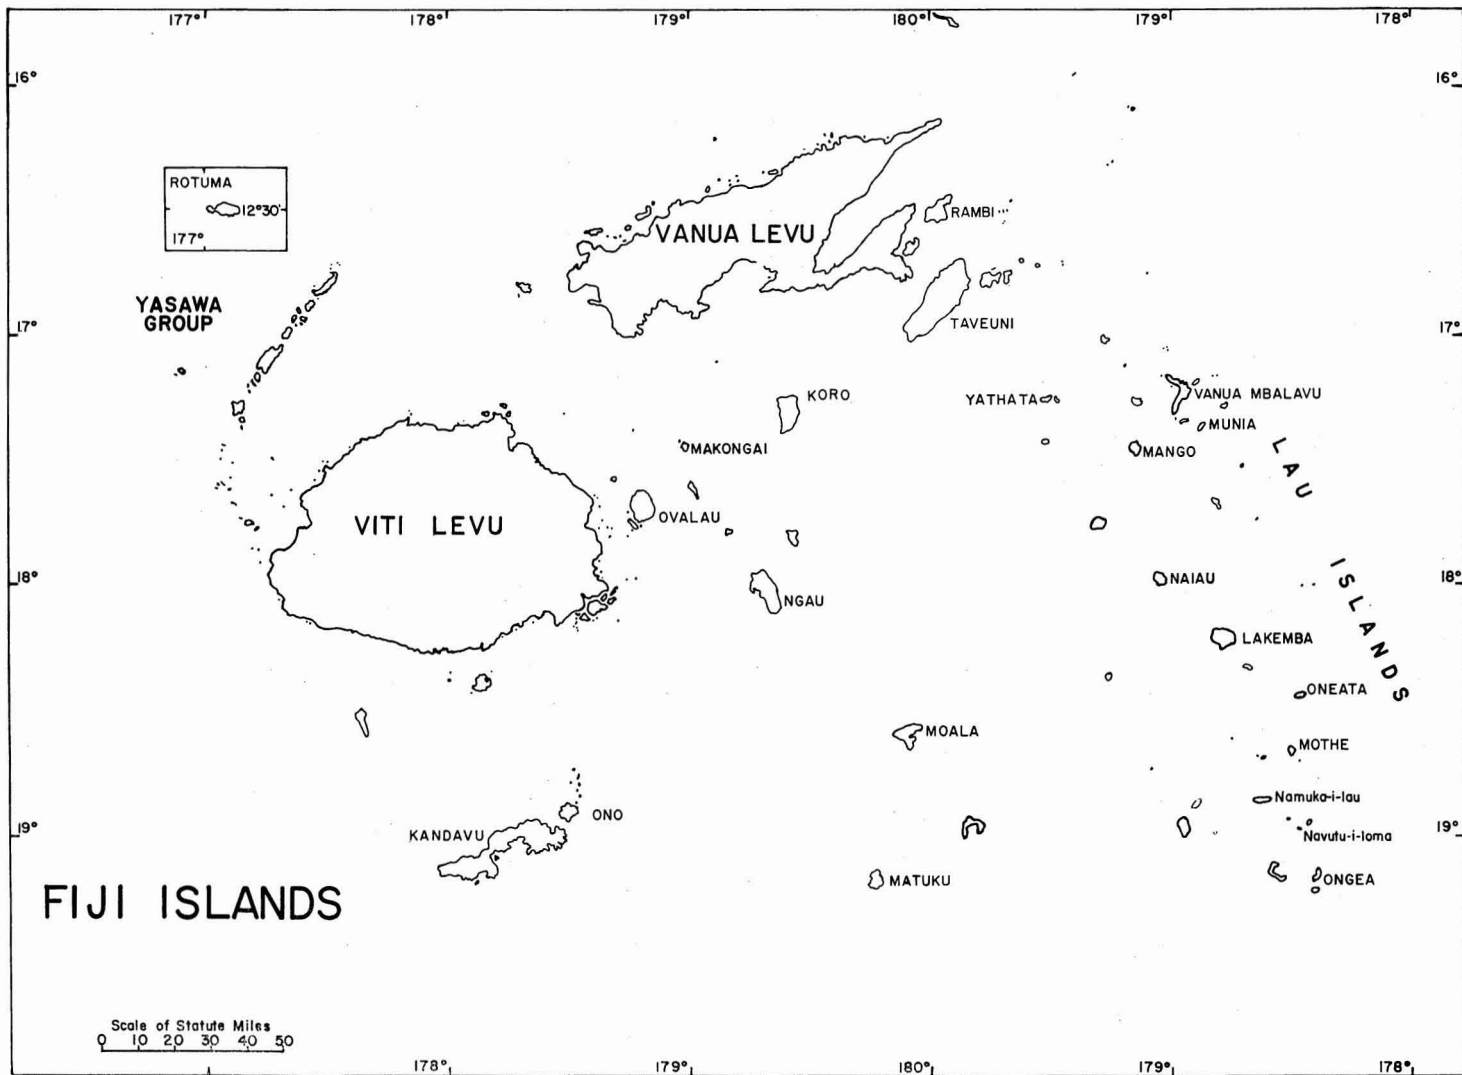 177° 178° 179° 180° 179° 178°
16° 16°
ROTUMA
12°30'
177°
VANUA LEVU
RAMBI
YASAWA
GROUP
TAVEUNI
17° 17°
KORO
YATHATA
VANUA MBALAVU
MUNIA
MAKONGAI
MANGO
LAU ISLANDS
VITI LEVU
OVALAU
18° 18°
NAIAU
NGAU
LAKEMBA
ONEATA
MOALA
MOTHE
Namuka-i-lau
ONO
KANDAVU
19° 19°
Navutu-i-loma
MATUKU
ONGEA
FIJI ISLANDS
Scale of Statute Miles
0 10 20 30 40 50
178° 179° 180° 179° 178°